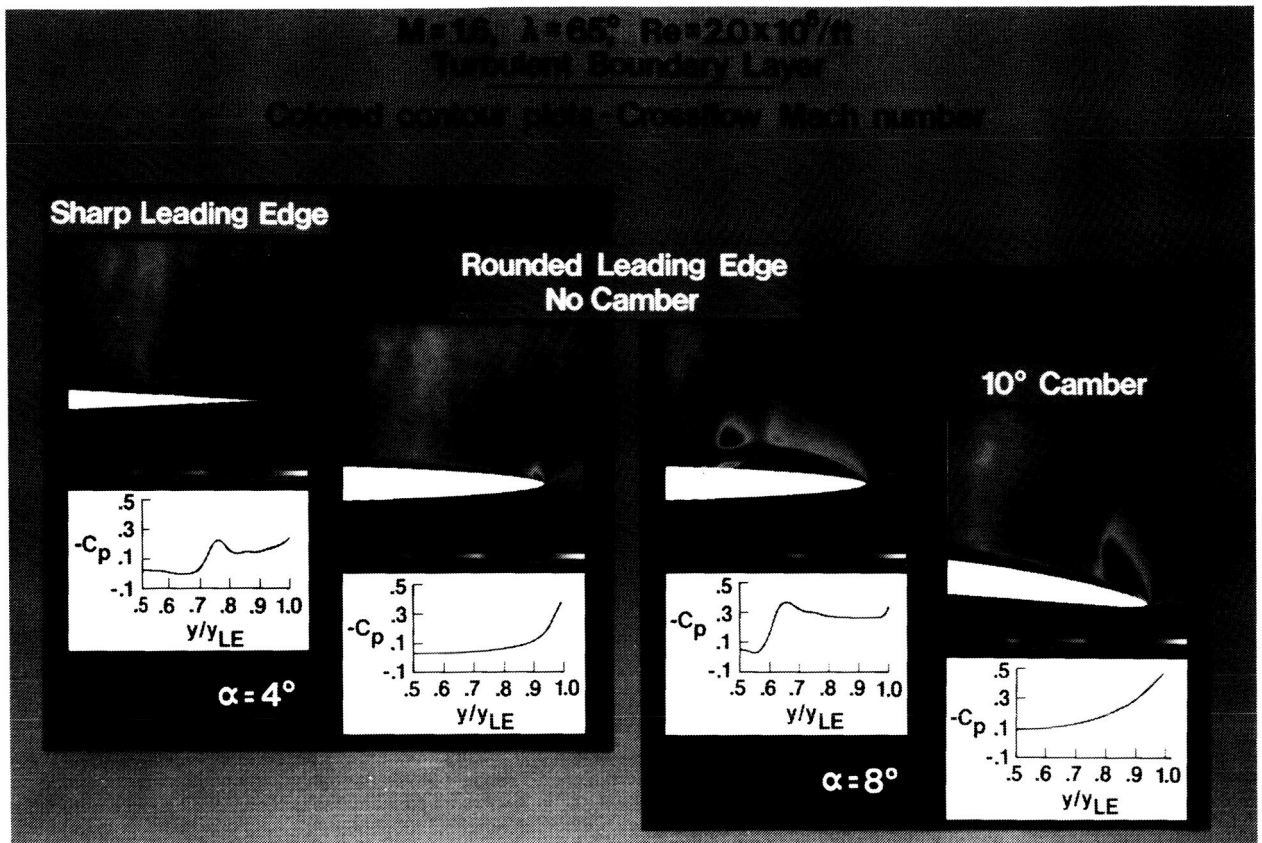 M=1.6, λ=65°, Re=2.0×10⁶/ft
Turbulent Boundary Layer
Colored contour plots - Crossflow Mach number
Sharp Leading Edge
Rounded Leading Edge
No Camber
10° Camber
.5
.3
-Cp
.1
-.1
.5 .6 .7 .8 .9 1.0
y/yLE
α = 4°
.5
.3
-Cp
.1
-.1
.5 .6 .7 .8 .9 1.0
y/yLE
.5
.3
-Cp
.1
-.1
.5 .6 .7 .8 .9 1.0
y/yLE
α = 8°
.5
.3
-Cp
.1
-.1
.5 .6 .7 .8 .9 1.0
y/yLE